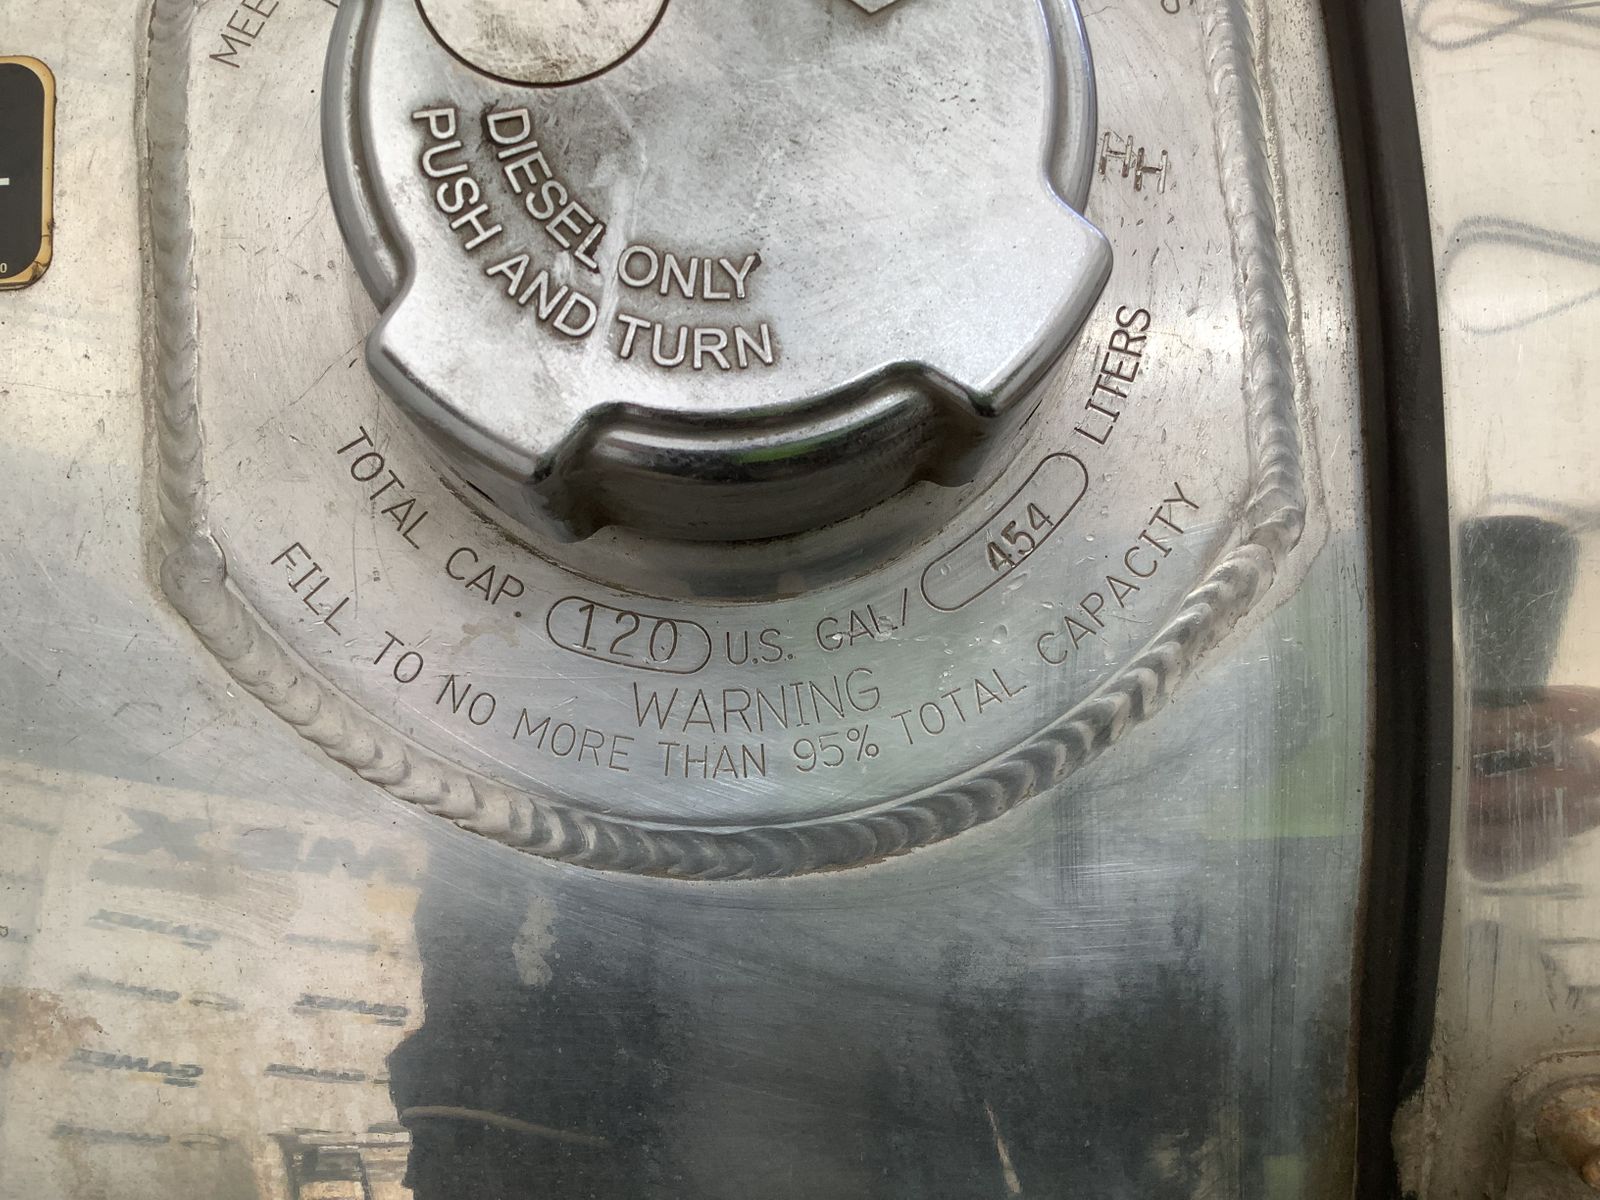 DIESEL ONLY
PUSH AND TURN
HH
TOTAL CAP. 120 U.S. GAL/ 454 LITERS
WARNING
FILL TO NO MORE THAN 95% TOTAL CAPACITY